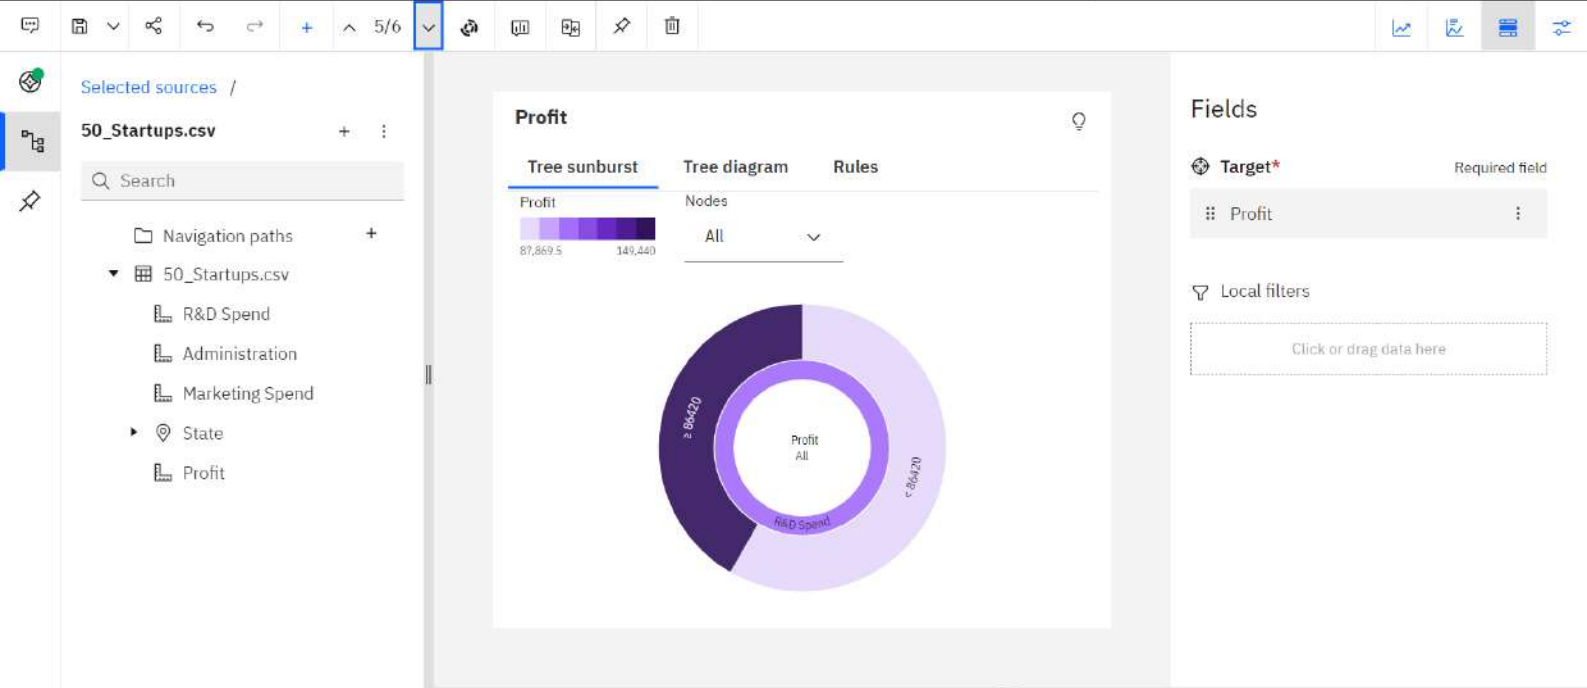 5/6
Selected sources /
50_Startups.csv
Search
Navigation paths
50_Startups.csv
R&D Spend
Administration
Marketing Spend
State
Profit
Profit
Tree sunburst Tree diagram Rules
Profit
87,869.5 149,440
Nodes
All
≥ 86420
Profit
All
< 86420
R&D Spend
Fields
Target* Required field
Profit
Local filters
Click or drag data here